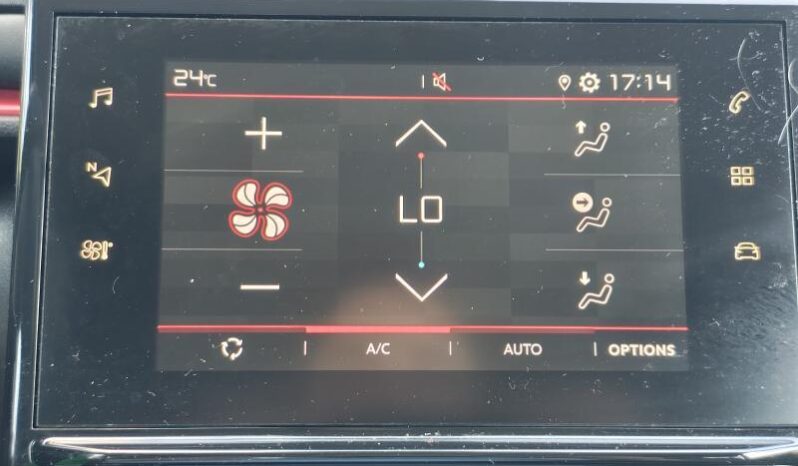 24°C 17:14
N
LO
A/C AUTO OPTIONS